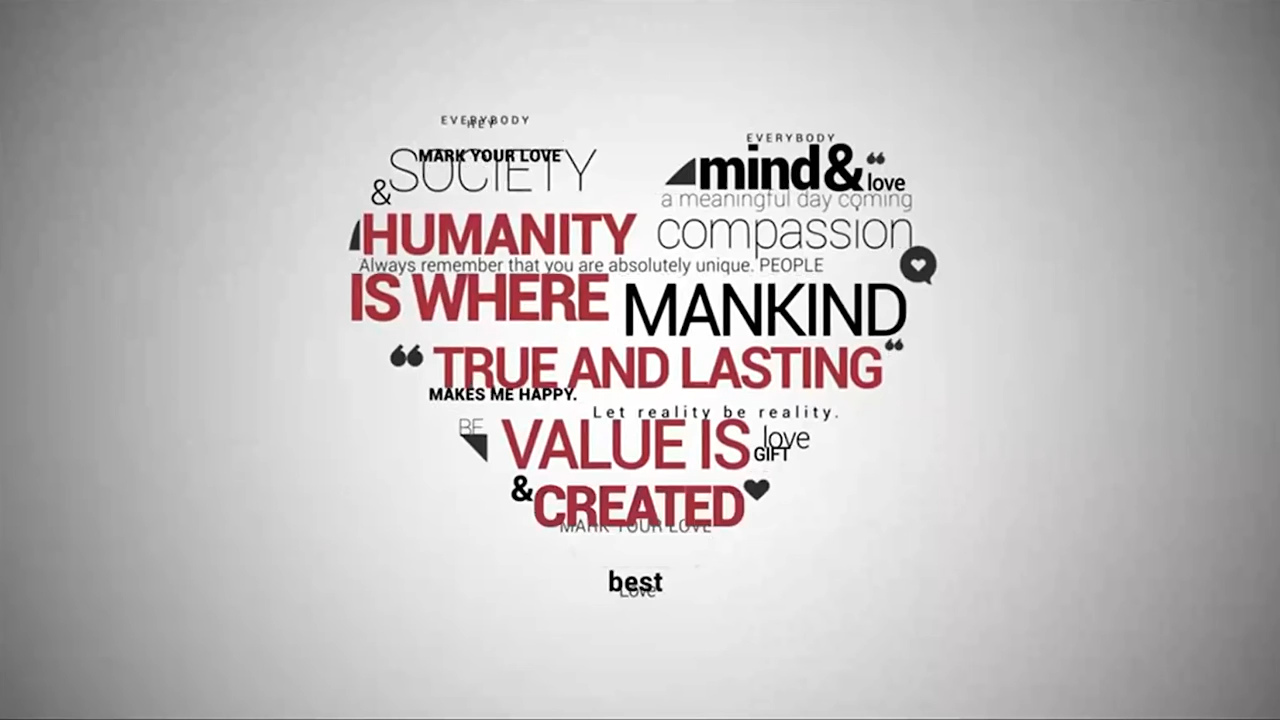 EVERYBODY
HEY
EVERYBODY
MARK YOUR LOVE
SOCIETY
&
mind& love
a meaningful day coming
HUMANITY
compassion
Always remember that you are absolutely unique. PEOPLE
IS WHERE
MANKIND
“ TRUE AND LASTING “
MAKES ME HAPPY.
Let reality be reality.
BE
VALUE IS
love
GIFT
& CREATED
MARK YOUR LOVE
best
Love